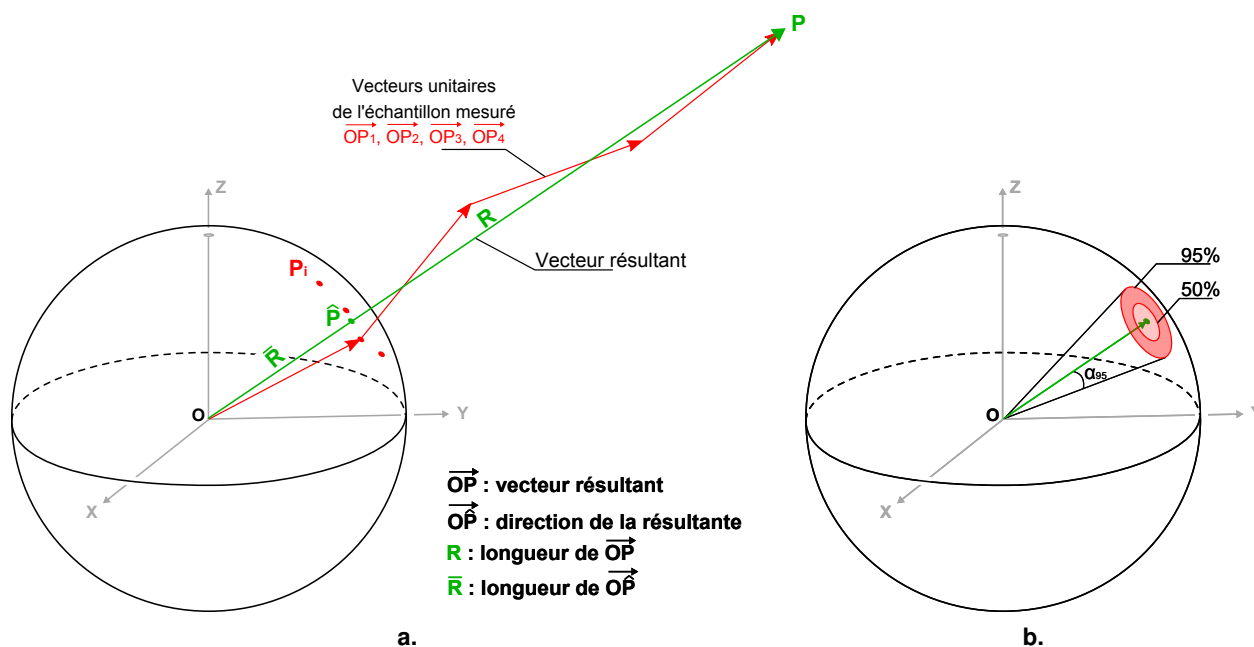 P
Vecteurs unitaires
de l'échantillon mesuré
OP1, OP2, OP3, OP4
Z
R
Vecteur résultant
Pi
P̂
R̄
O
Y
X
OP : vecteur résultant
OP̂ : direction de la résultante
R : longueur de OP
R̄ : longueur de OP̂
a.
Z
95%
50%
α95
O
Y
X
b.